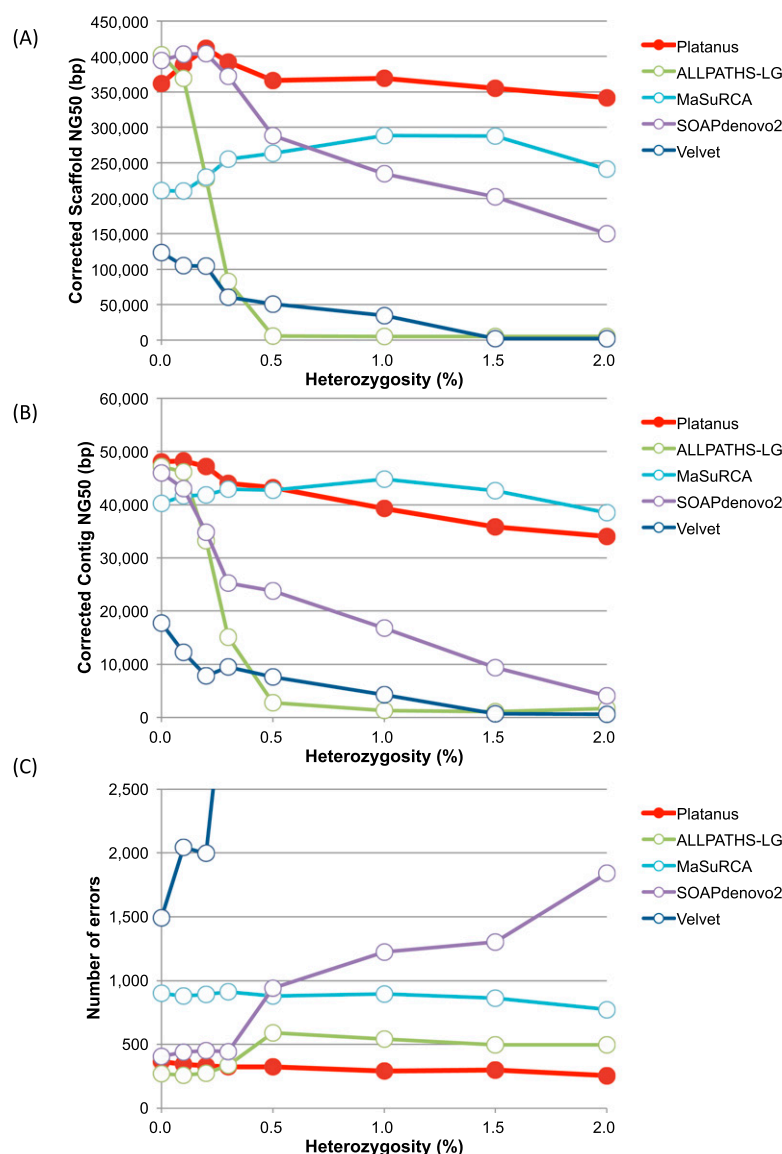 (A)
Corrected Scaffold NG50 (bp)
450,000
400,000
350,000
300,000
250,000
200,000
150,000
100,000
50,000
0
0.0 0.5 1.0 1.5 2.0
Heterozygosity (%)
Platanus
ALLPATHS-LG
MaSuRCA
SOAPdenovo2
Velvet
(B)
Corrected Contig NG50 (bp)
60,000
50,000
40,000
30,000
20,000
10,000
0
0.0 0.5 1.0 1.5 2.0
Heterozygosity (%)
Platanus
ALLPATHS-LG
MaSuRCA
SOAPdenovo2
Velvet
(C)
Number of errors
2,500
2,000
1,500
1,000
500
0
0.0 0.5 1.0 1.5 2.0
Heterozygosity (%)
Platanus
ALLPATHS-LG
MaSuRCA
SOAPdenovo2
Velvet